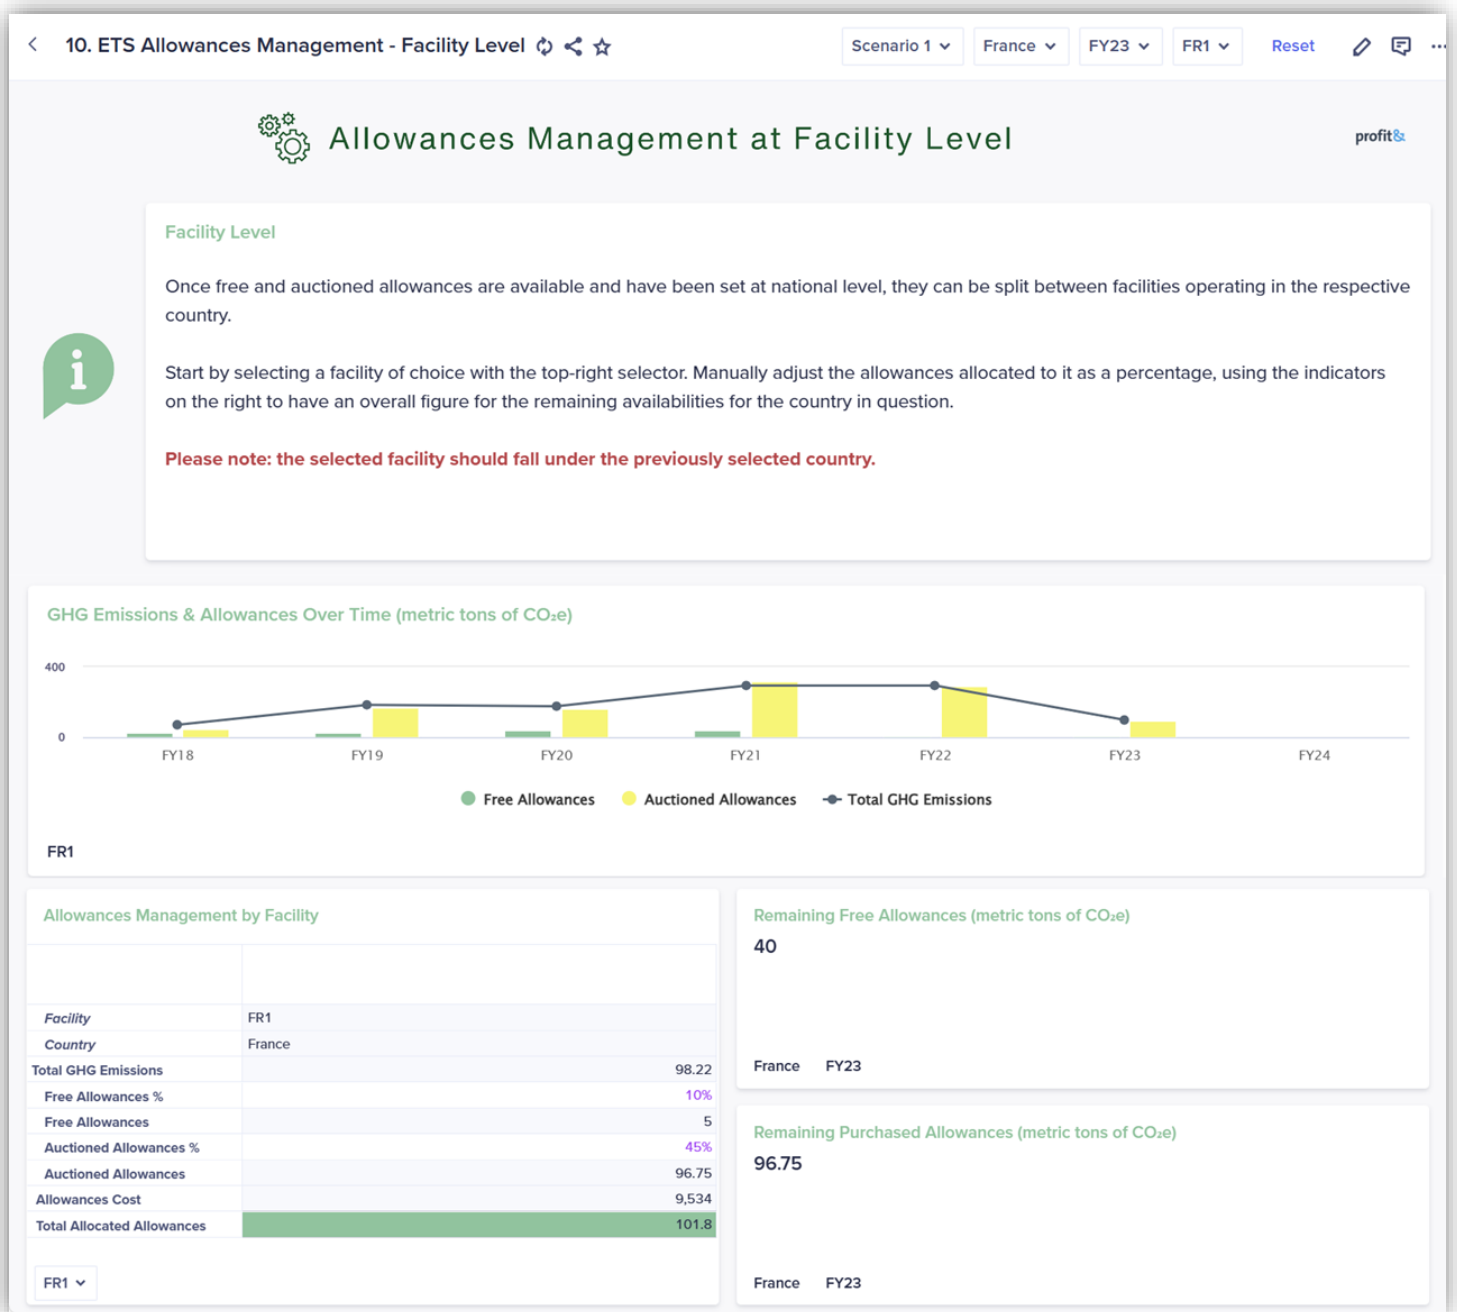 10. ETS Allowances Management - Facility Level
Scenario 1
France
FY23
FR1
Reset
Allowances Management at Facility Level
profit&
Facility Level
Once free and auctioned allowances are available and have been set at national level, they can be split between facilities operating in the respective
country.
Start by selecting a facility of choice with the top-right selector. Manually adjust the allowances allocated to it as a percentage, using the indicators
on the right to have an overall figure for the remaining availabilities for the country in question.
Please note: the selected facility should fall under the previously selected country.
GHG Emissions & Allowances Over Time (metric tons of CO₂e)
400
0
FY18 FY19 FY20 FY21 FY22 FY23 FY24
Free Allowances Auctioned Allowances Total GHG Emissions
FR1
Allowances Management by Facility
Facility FR1
Country France
Total GHG Emissions 98.22
Free Allowances % 10%
Free Allowances 5
Auctioned Allowances % 45%
Auctioned Allowances 96.75
Allowances Cost 9,534
Total Allocated Allowances 101.8
FR1
Remaining Free Allowances (metric tons of CO₂e)
40
France FY23
Remaining Purchased Allowances (metric tons of CO₂e)
96.75
France FY23